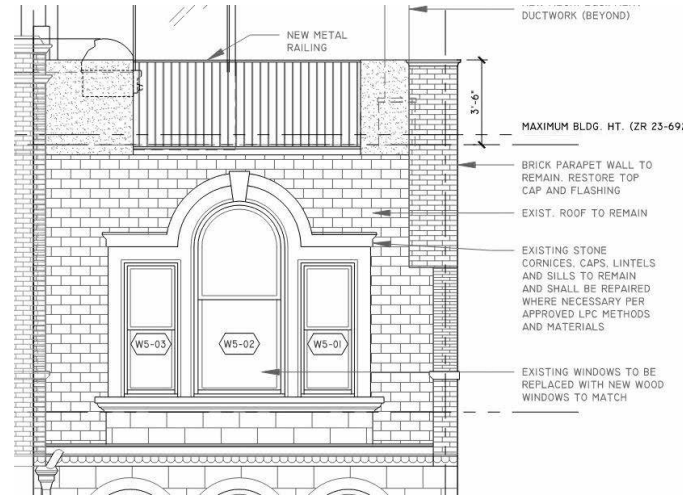 DUCTWORK (BEYOND)
NEW METAL
RAILING
3'-6"
MAXIMUM BLDG. HT. (ZR 23-692
BRICK PARAPET WALL TO
REMAIN. RESTORE TOP
CAP AND FLASHING
EXIST. ROOF TO REMAIN
EXISTING STONE
CORNICES, CAPS, LINTELS
AND SILLS TO REMAIN
AND SHALL BE REPAIRED
WHERE NECESSARY PER
APPROVED LPC METHODS
AND MATERIALS
W5-03
W5-02
W5-01
EXISTING WINDOWS TO BE
REPLACED WITH NEW WOOD
WINDOWS TO MATCH